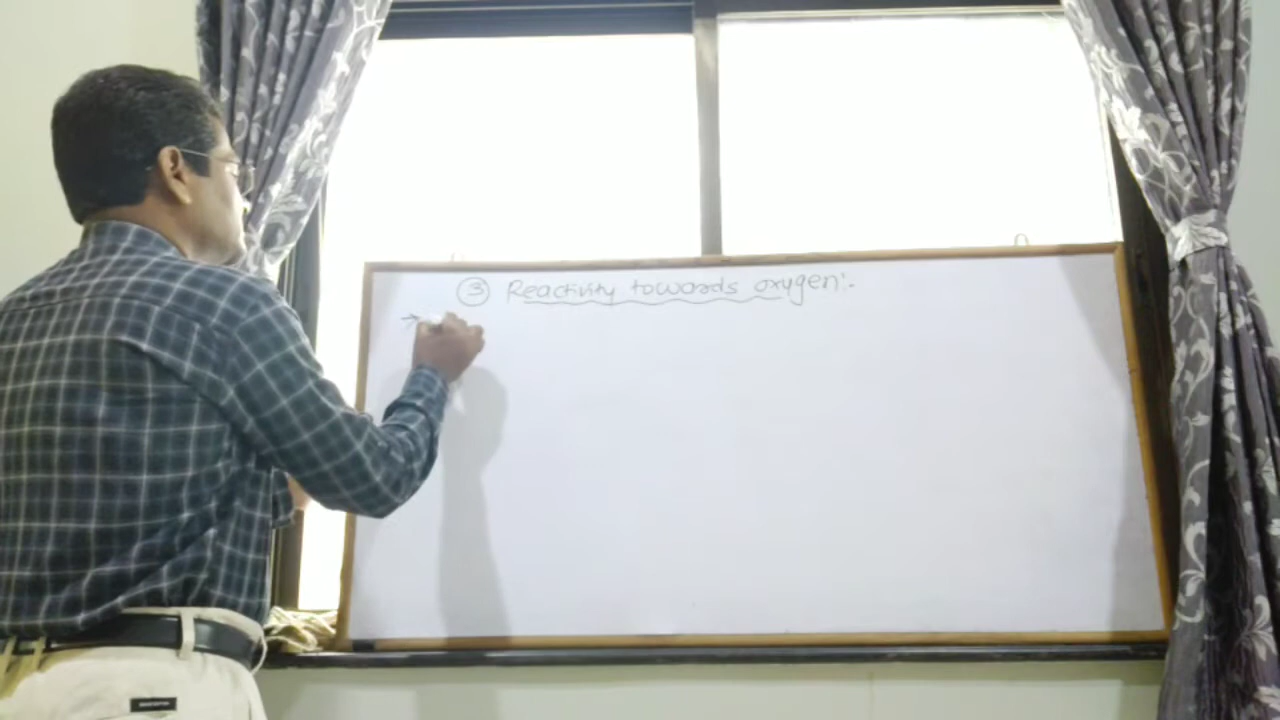 ③ Reactivity towards oxygen:-
→